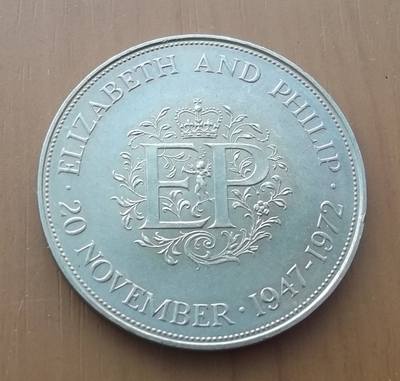 · ELIZABETH AND PHILIP ·
20 NOVEMBER · 1947-1972
EP